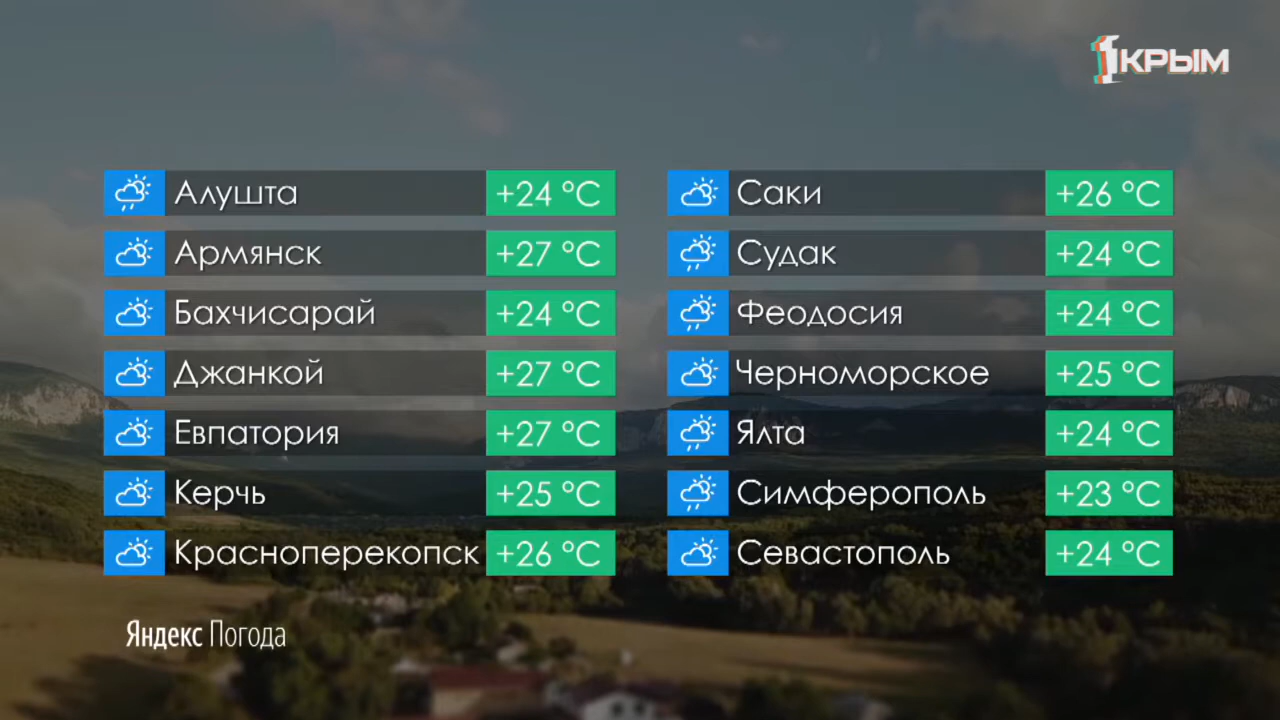 1КРЫМ
Алушта +24 °C
Армянск +27 °C
Бахчисарай +24 °C
Джанкой +27 °C
Евпатория +27 °C
Керчь +25 °C
Красноперекопск +26 °C
Саки +26 °C
Судак +24 °C
Феодосия +24 °C
Черноморское +25 °C
Ялта +24 °C
Симферополь +23 °C
Севастополь +24 °C
Яндекс Погода